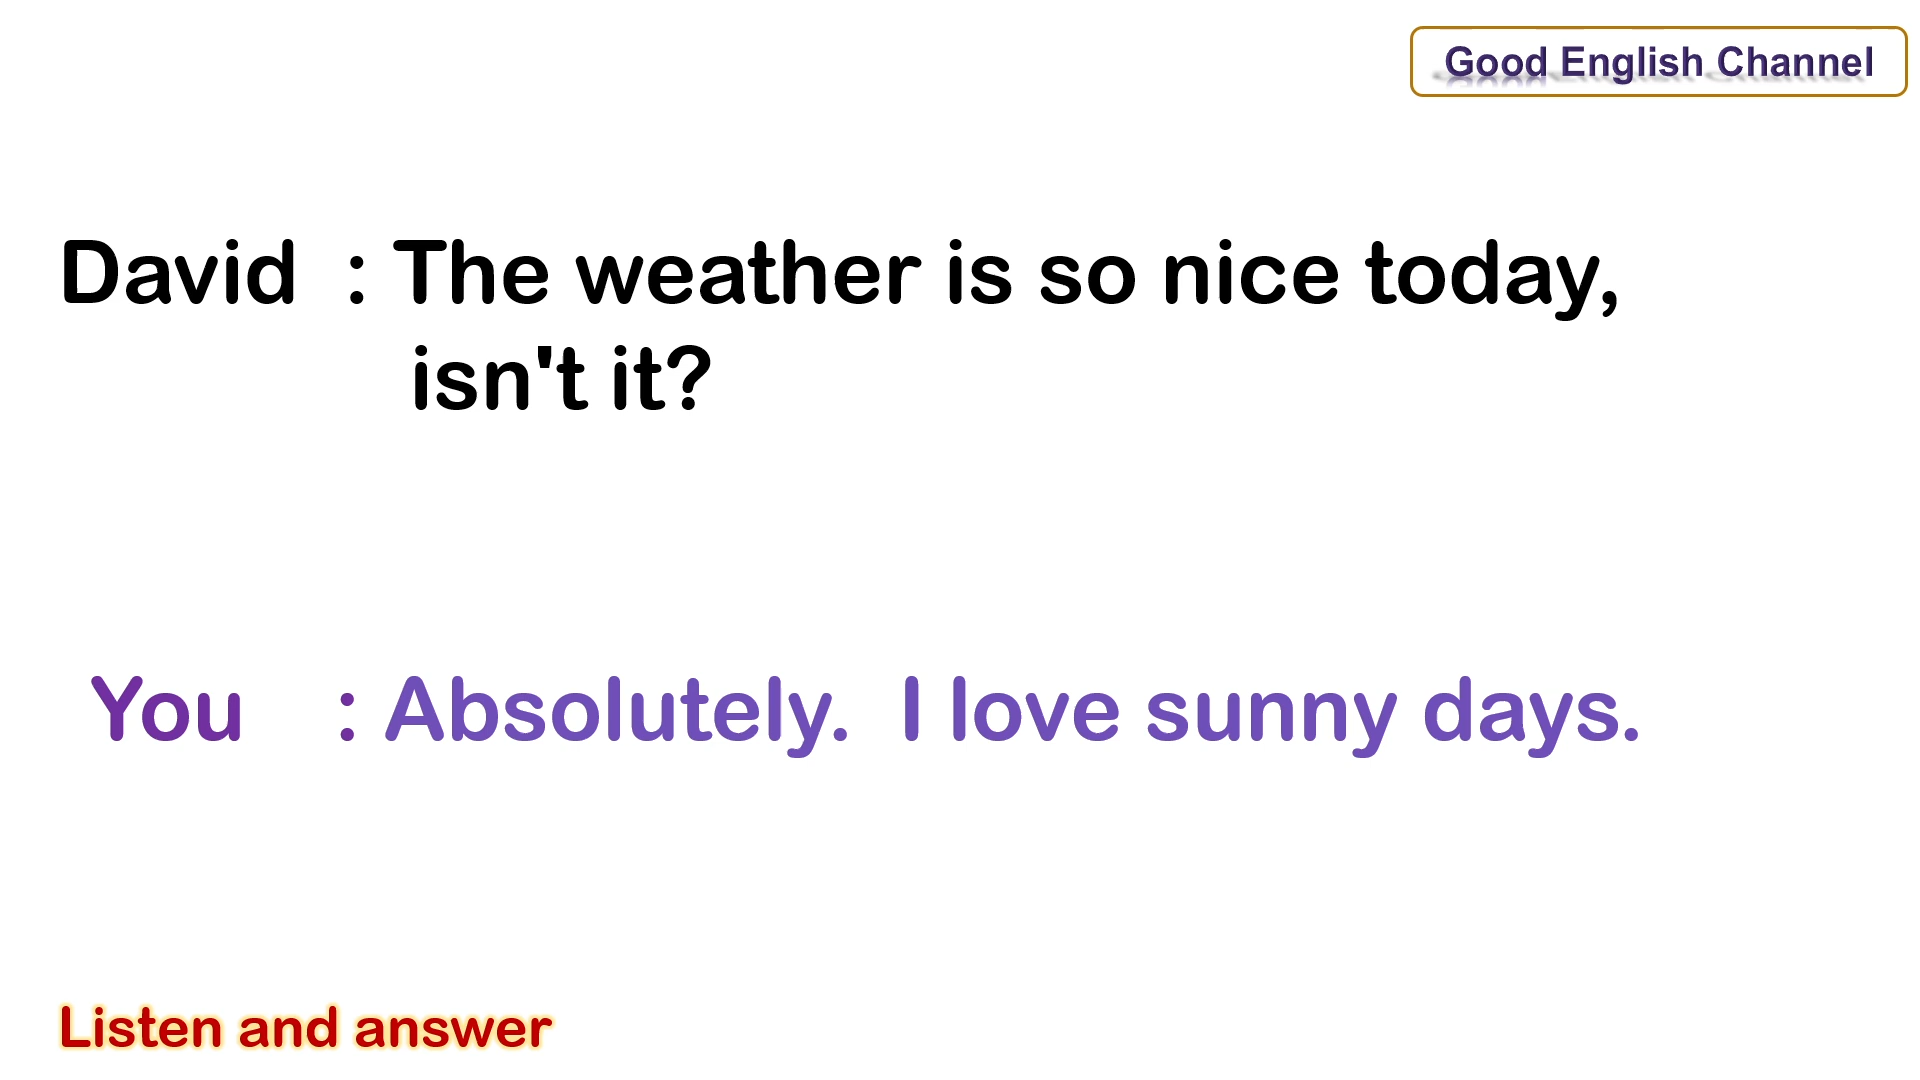 Good English Channel
David : The weather is so nice today,
isn't it?
You : Absolutely. I love sunny days.
Listen and answer